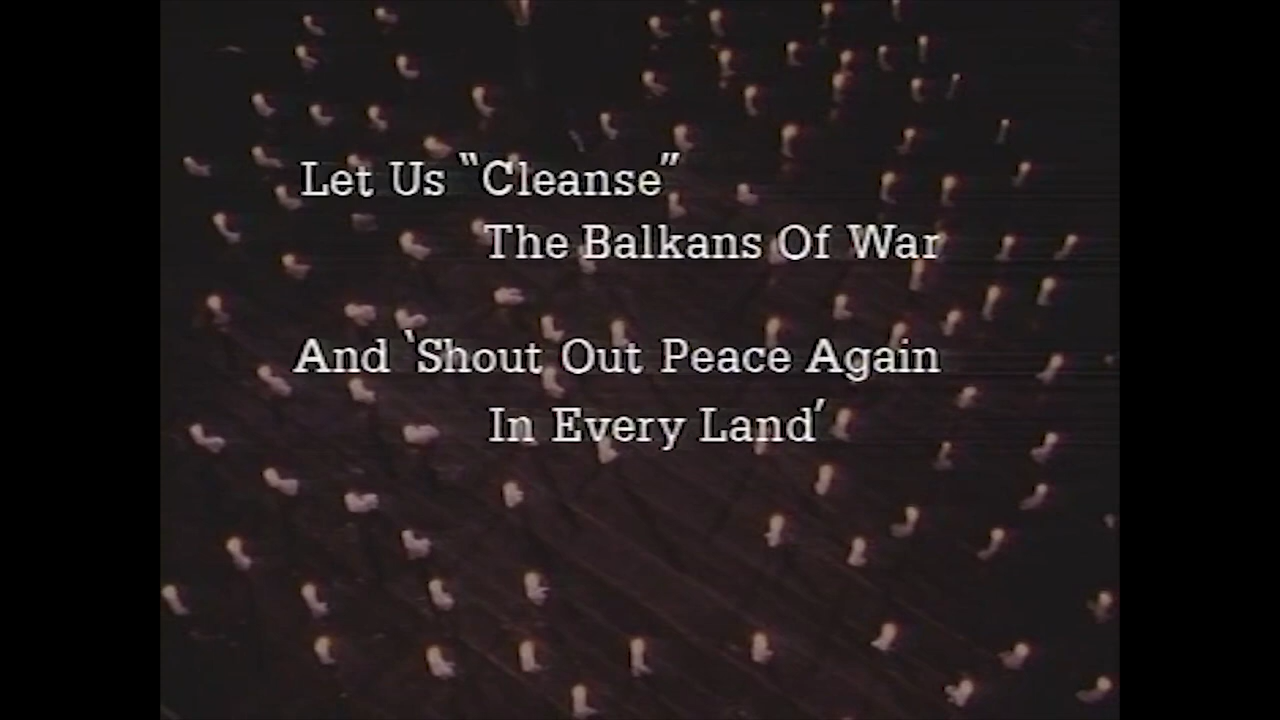 Let Us "Cleanse"
The Balkans Of War
And 'Shout Out Peace Again
In Every Land'